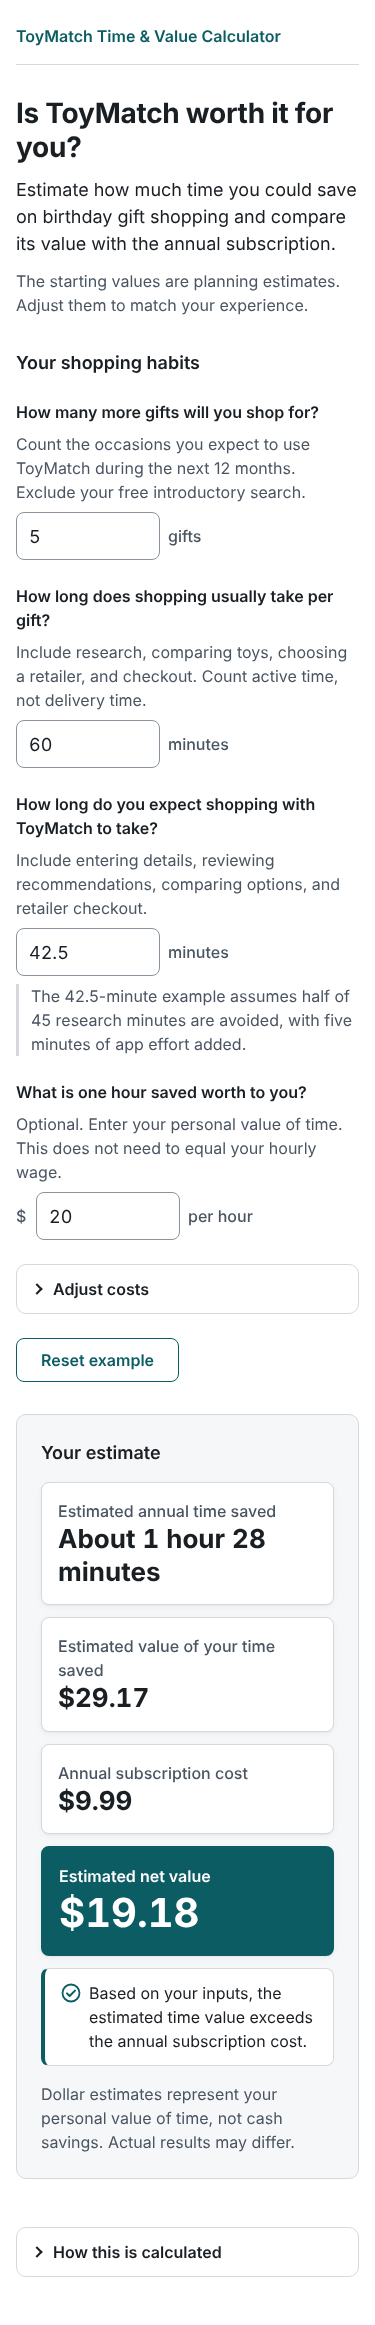 ToyMatch Time & Value Calculator
Is ToyMatch worth it for
you?
Estimate how much time you could save
on birthday gift shopping and compare
its value with the annual subscription.
The starting values are planning estimates.
Adjust them to match your experience.
Your shopping habits
How many more gifts will you shop for?
Count the occasions you expect to use
ToyMatch during the next 12 months.
Exclude your free introductory search.
5 gifts
How long does shopping usually take per
gift?
Include research, comparing toys, choosing
a retailer, and checkout. Count active time,
not delivery time.
60 minutes
How long do you expect shopping with
ToyMatch to take?
Include entering details, reviewing
recommendations, comparing options, and
retailer checkout.
42.5 minutes
The 42.5-minute example assumes half of
45 research minutes are avoided, with five
minutes of app effort added.
What is one hour saved worth to you?
Optional. Enter your personal value of time.
This does not need to equal your hourly
wage.
$ 20 per hour
Adjust costs
Reset example
Your estimate
Estimated annual time saved
About 1 hour 28
minutes
Estimated value of your time
saved
$29.17
Annual subscription cost
$9.99
Estimated net value
$19.18
Based on your inputs, the
estimated time value exceeds
the annual subscription cost.
Dollar estimates represent your
personal value of time, not cash
savings. Actual results may differ.
How this is calculated